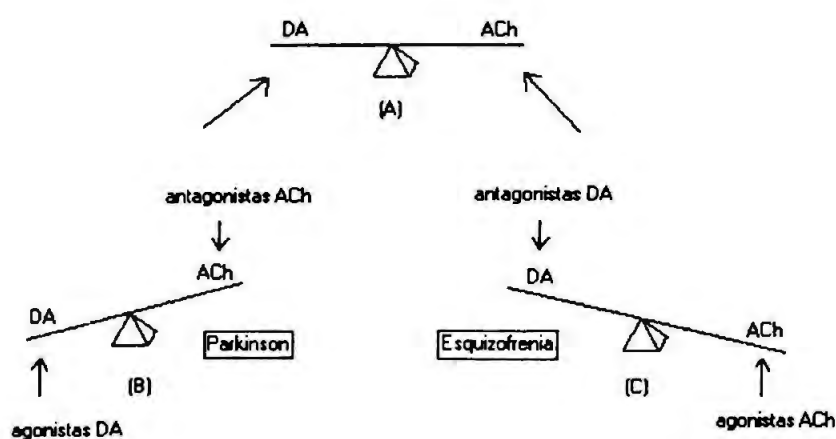 DA ACh
(A)
antagonistas ACh
antagonistas DA
ACh
DA
DA
ACh
Parkinson
Esquizofrenia
(B)
(C)
agonistas DA
agonistas ACh